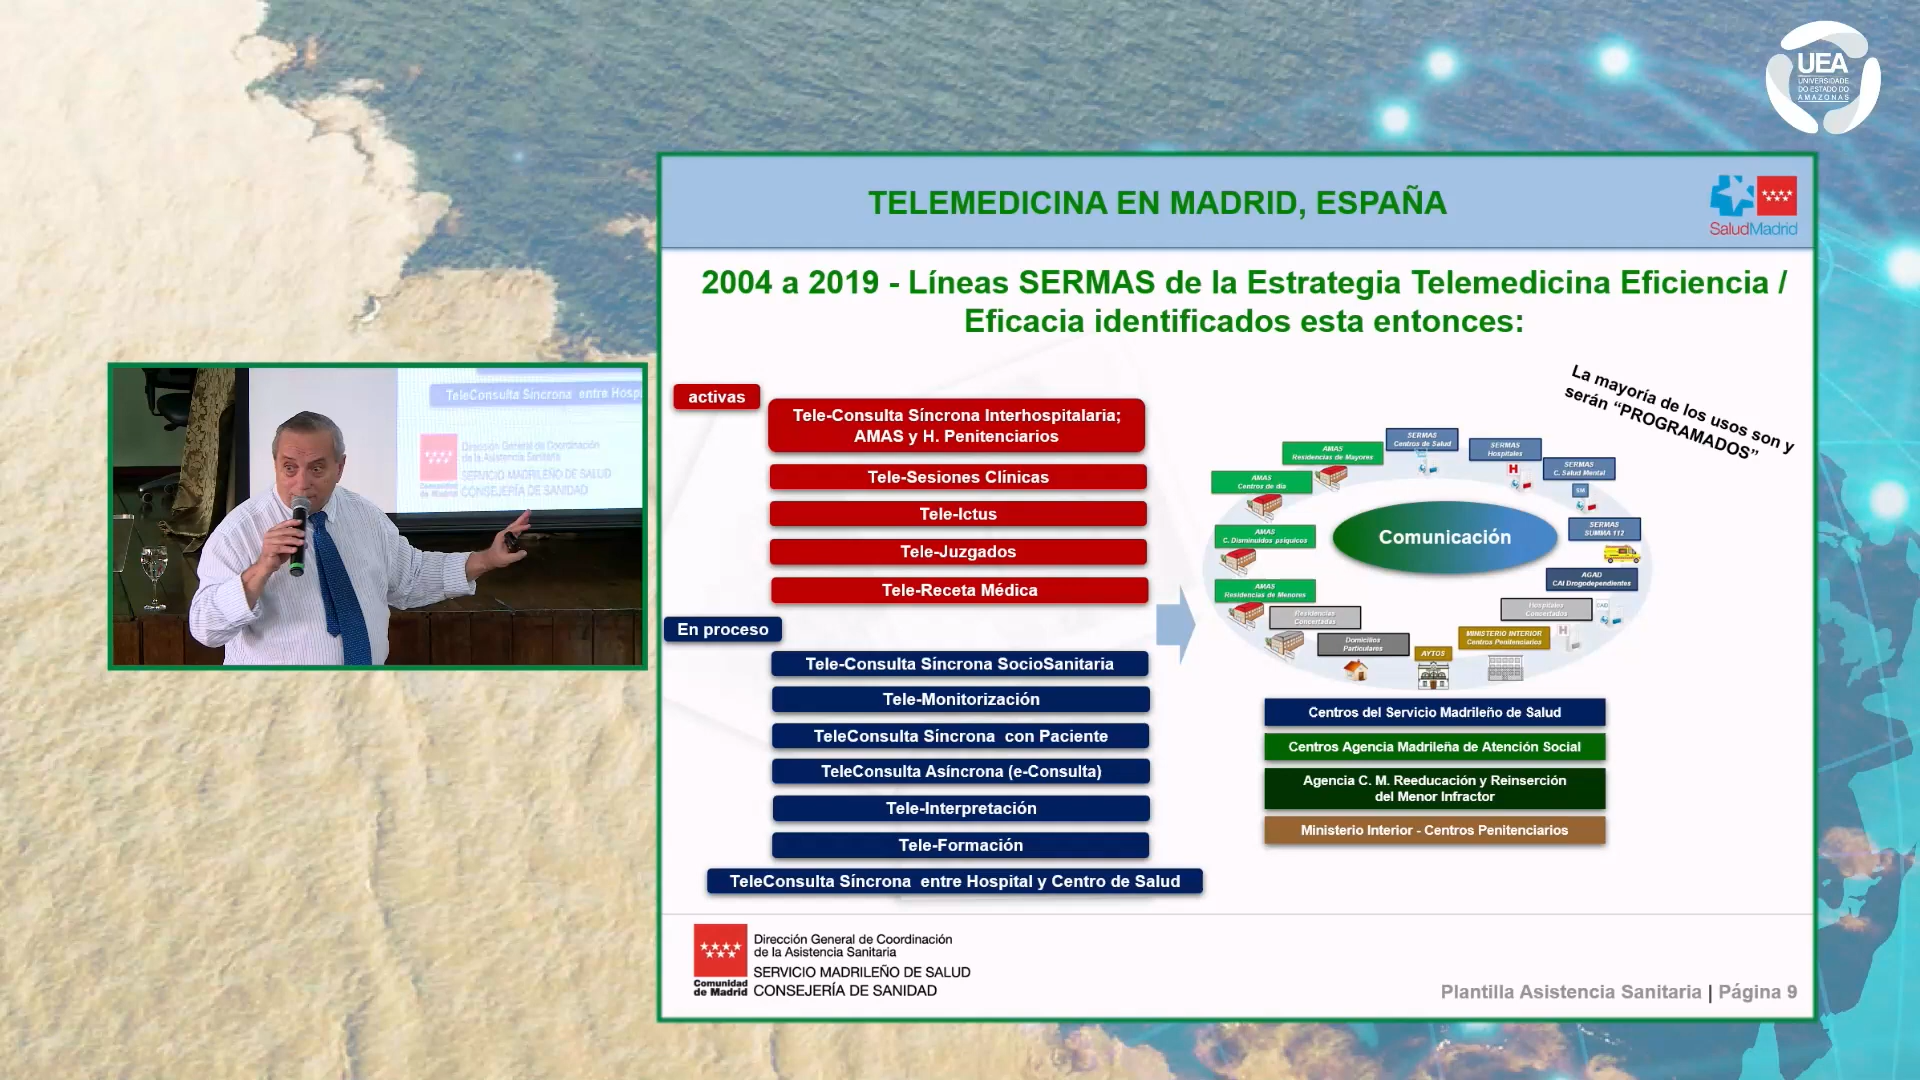 UEA
UNIVERSIDADE
DO ESTADO DO
AMAZONAS
TELEMEDICINA EN MADRID, ESPAÑA
SaludMadrid
2004 a 2019 - Líneas SERMAS de la Estrategia Telemedicina Eficiencia /
Eficacia identificados esta entonces:
La mayoría de los usos son y
serán “PROGRAMADOS”
activas
Tele-Consulta Síncrona Interhospitalaria;
AMAS y H. Penitenciarios
Tele-Sesiones Clínicas
Tele-Ictus
Tele-Juzgados
Tele-Receta Médica
En proceso
Tele-Consulta Síncrona SocioSanitaria
Tele-Monitorización
TeleConsulta Síncrona con Paciente
TeleConsulta Asíncrona (e-Consulta)
Tele-Interpretación
Tele-Formación
TeleConsulta Síncrona entre Hospital y Centro de Salud
SERMAS
Centros de Salud
AMAS
Residencias de Mayores
SERMAS
Hospitales
H
SERMAS
C. Salud Mental
SM
AMAS
Centros de día
SERMAS
SUMMA 112
AMAS
C. Disminuidos psíquicos
Comunicación
AGAD
CAI Drogodependientes
CAID
AMAS
Residencias de Menores
Residencias
Concertadas
Hospitales
Concertados
H
Domicilios
Particulares
AYTOS
MINISTERIO INTERIOR
Centros Penitenciarios
Centros del Servicio Madrileño de Salud
Centros Agencia Madrileña de Atención Social
Agencia C. M. Reeducación y Reinserción
del Menor Infractor
Ministerio Interior - Centros Penitenciarios
Comunidad
de Madrid
Dirección General de Coordinación
de la Asistencia Sanitaria
SERVICIO MADRILEÑO DE SALUD
CONSEJERÍA DE SANIDAD
Plantilla Asistencia Sanitaria | Página 9
TeleConsulta Síncrona entre Hosp
Dirección General de Coordinación
de la Asistencia Sanitaria
SERVICIO MADRILEÑO DE SALUD
CONSEJERÍA DE SANIDAD
Comunidad
de Madrid